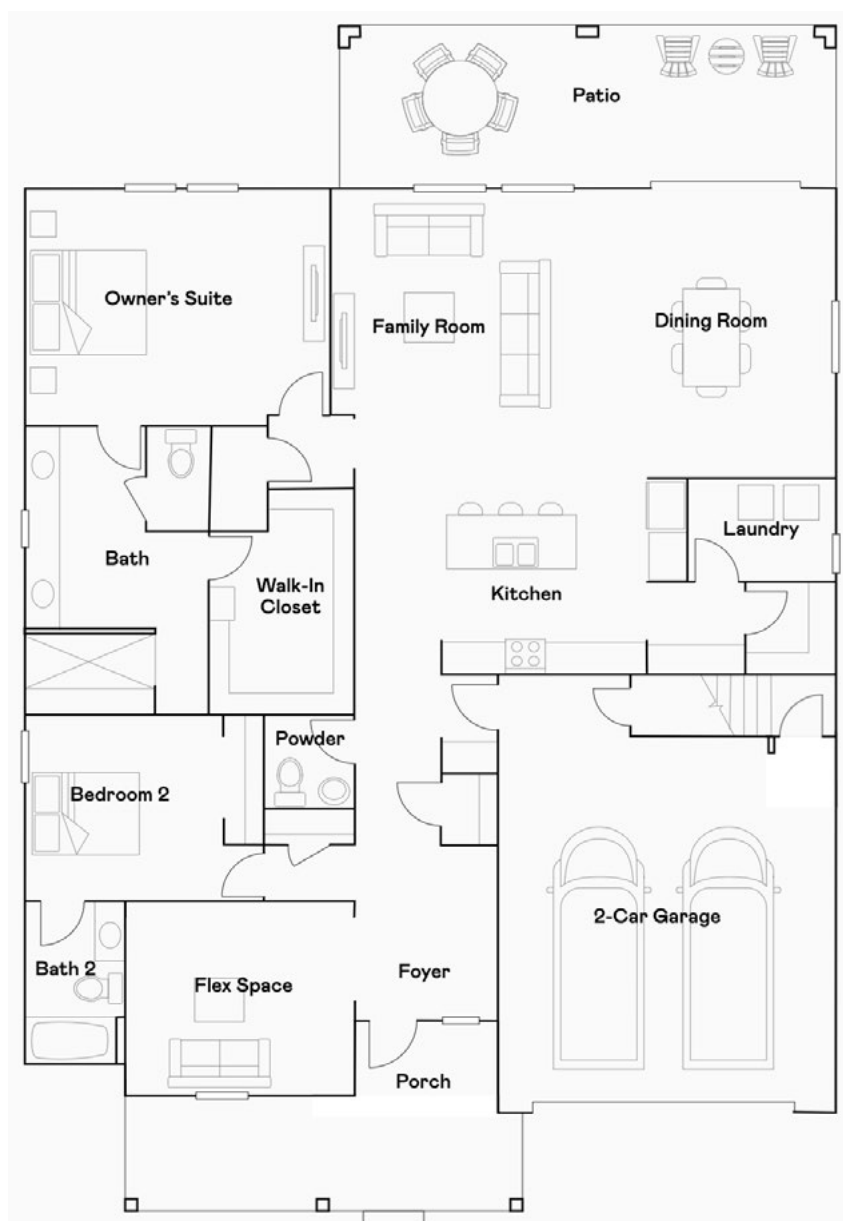 Patio
Owner's Suite
Family Room
Dining Room
Laundry
Bath
Walk-In
Closet
Kitchen
Powder
Bedroom 2
2-Car Garage
Bath 2
Flex Space
Foyer
Porch